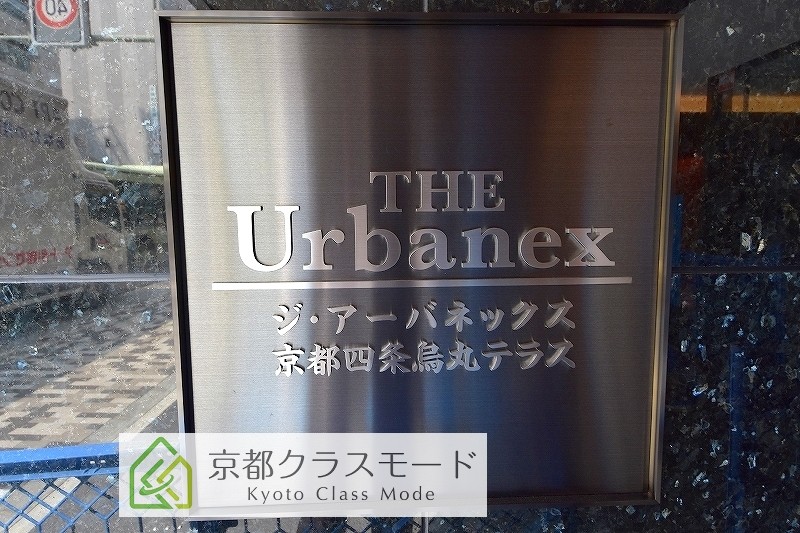 40
THE
Urbanex
ジ・アーバネックス
京都四条烏丸テラス
京都クラスモード
Kyoto Class Mode